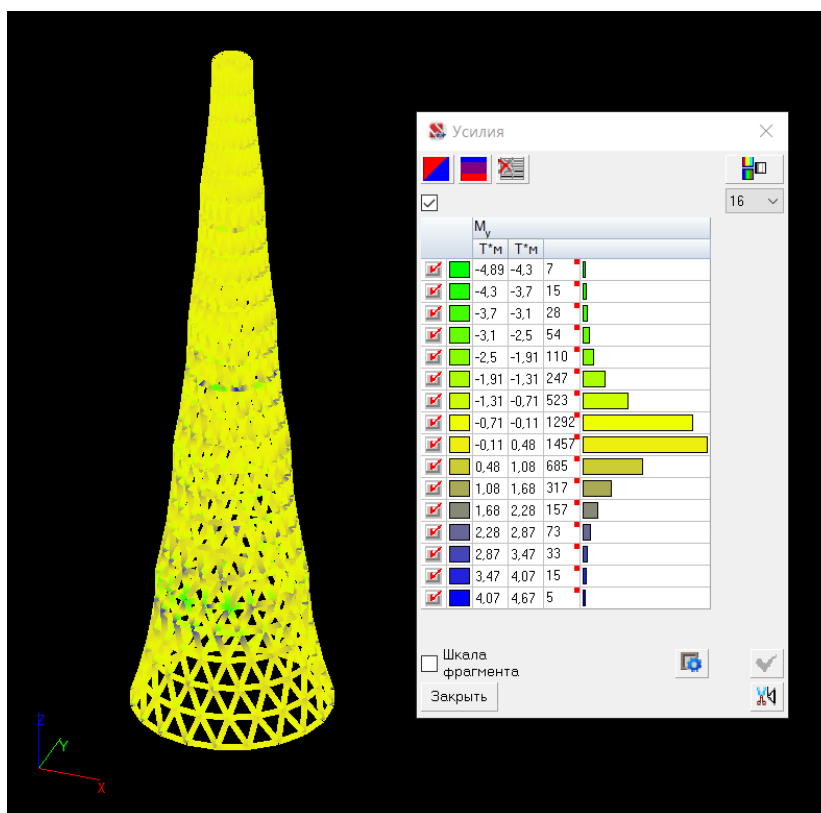 Усилия
16
My
Т*м Т*м
-4,89 -4,3 7
-4,3 -3,7 15
-3,7 -3,1 28
-3,1 -2,5 54
-2,5 -1,91 110
-1,91 -1,31 247
-1,31 -0,71 523
-0,71 -0,11 1292
-0,11 0,48 1457
0,48 1,08 685
1,08 1,68 317
1,68 2,28 157
2,28 2,87 73
2,87 3,47 33
3,47 4,07 15
4,07 4,67 5
Шкала
фрагмента
Закрыть
Z
Y
X